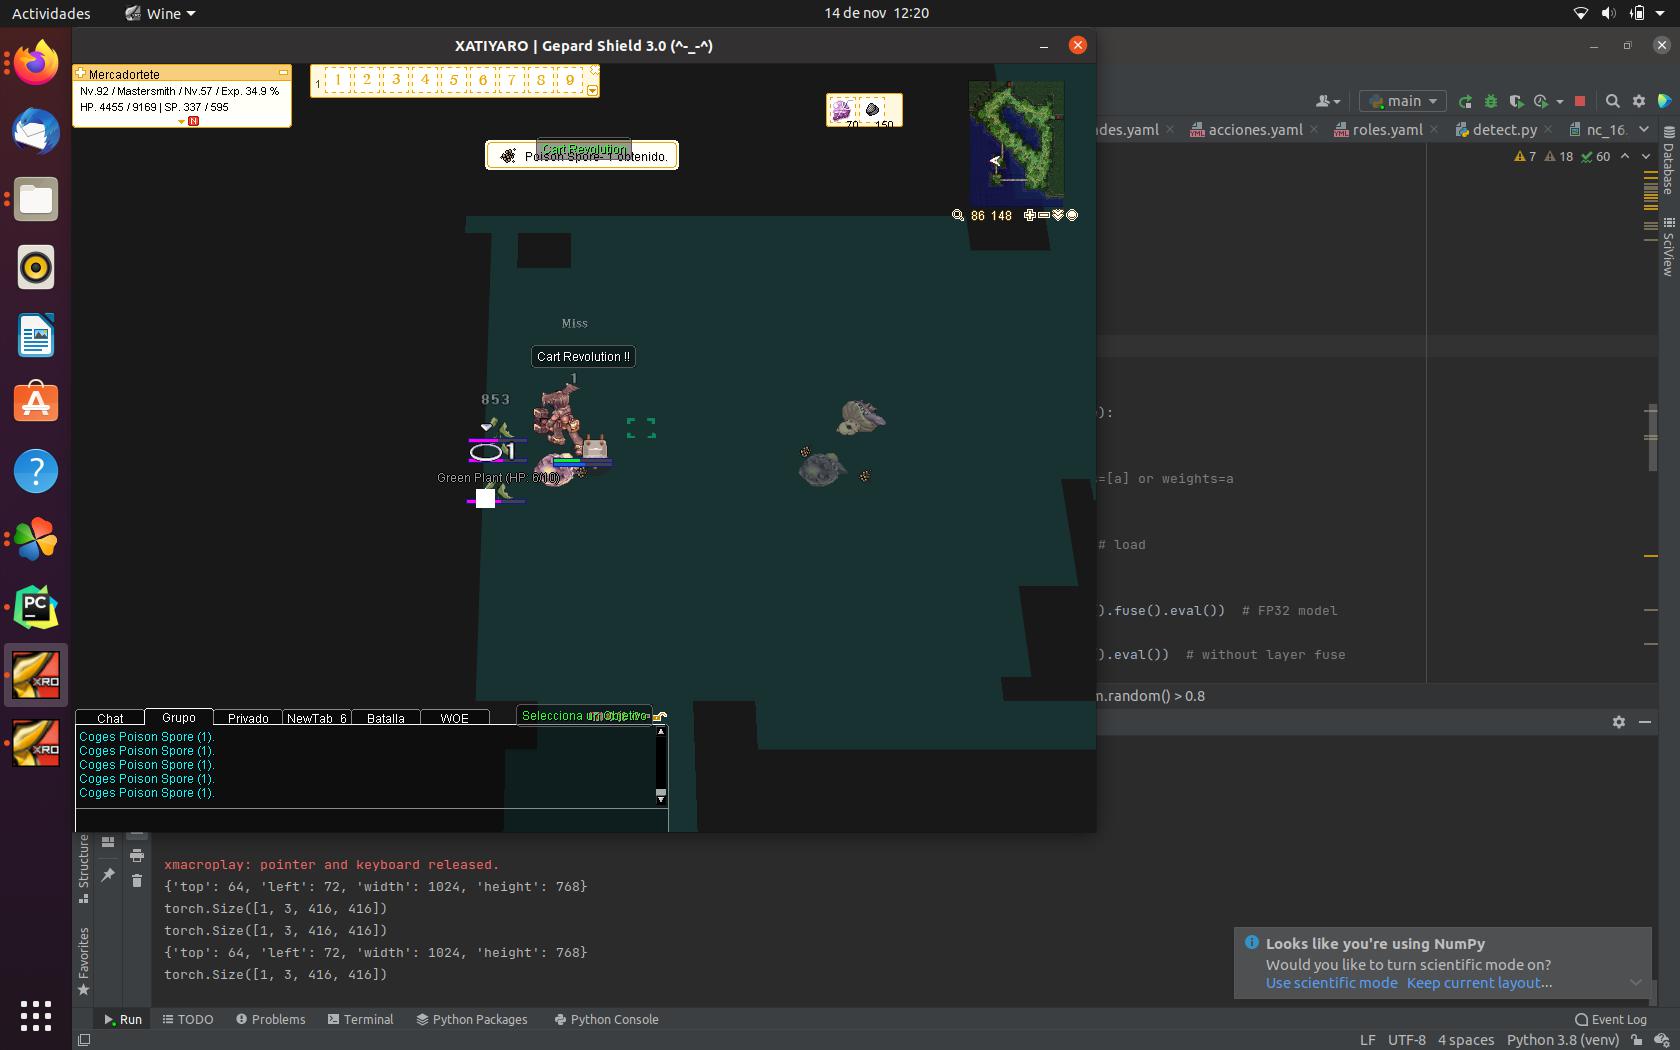 Actividades
Wine
14 de nov 12:20
XATIYARO | Gepard Shield 3.0 (^-_-^)
Mercadortete
Nv.92 / Mastersmith / Nv.57 / Exp. 34.9 %
HP. 4455 / 9169 | SP. 337 / 595
N
1 1 2 3 4 5 6 7 8 9
70 150
Cart Revolution
Poison Spore- 1 obtenido.
86 148
Miss
Cart Revolution !!
1
853
1
Green Plant (HP: 6/10)
Chat Grupo Privado NewTab_6 Batalla WOE
Selecciona un objetivo
Coges Poison Spore (1).
Coges Poison Spore (1).
Coges Poison Spore (1).
Coges Poison Spore (1).
Coges Poison Spore (1).
main
des.yaml acciones.yaml roles.yaml detect.py nc_16.
7 18 60
):
=[a] or weights=a
# load
).fuse().eval()) # FP32 model
).eval()) # without layer fuse
m.random() > 0.8
Database
SciView
PC
XRO
XRO
Structure
Favorites
xmacroplay: pointer and keyboard released.
{'top': 64, 'left': 72, 'width': 1024, 'height': 768}
torch.Size([1, 3, 416, 416])
torch.Size([1, 3, 416, 416])
{'top': 64, 'left': 72, 'width': 1024, 'height': 768}
torch.Size([1, 3, 416, 416])
Looks like you're using NumPy
Would you like to turn scientific mode on?
Use scientific mode Keep current layout...
Run TODO Problems Terminal Python Packages Python Console
Event Log
LF UTF-8 4 spaces Python 3.8 (venv)